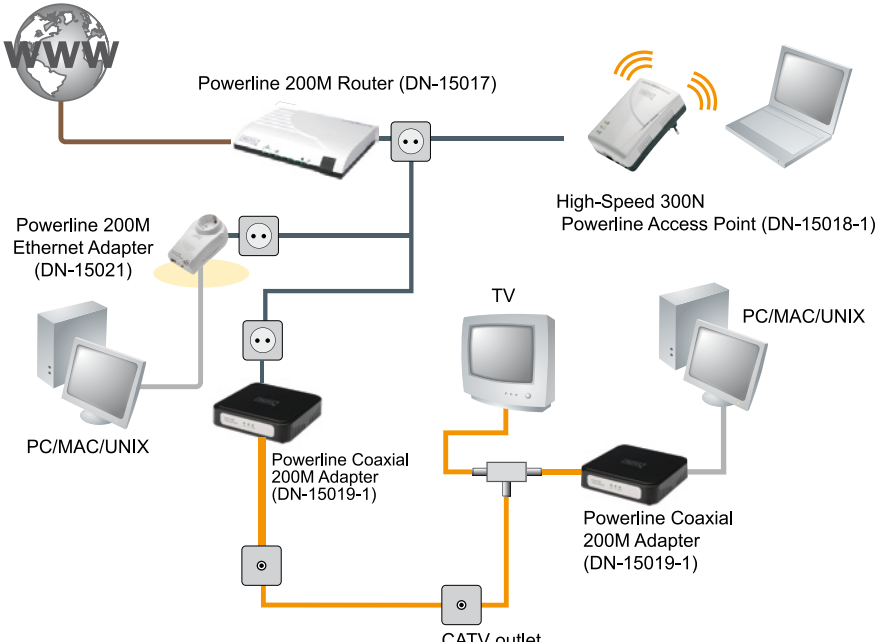 WWW
Powerline 200M Router (DN-15017)
High-Speed 300N
Powerline Access Point (DN-15018-1)
Powerline 200M
Ethernet Adapter
(DN-15021)
TV
PC/MAC/UNIX
PC/MAC/UNIX
Powerline Coaxial
200M Adapter
(DN-15019-1)
Powerline Coaxial
200M Adapter
(DN-15019-1)
CATV outlet